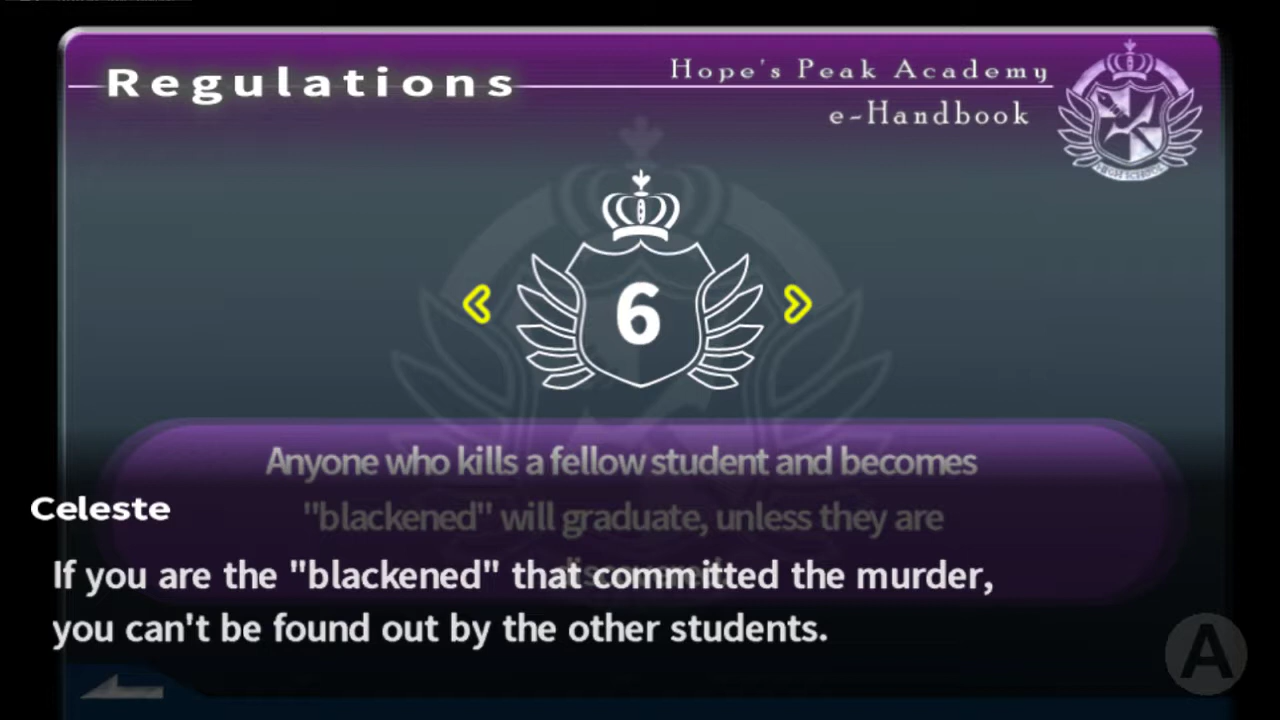 Regulations
Hope's Peak Academy
e-Handbook
6
Anyone who kills a fellow student and becomes
"blackened" will graduate, unless they are
Celeste
If you are the "blackened" that committed the murder,
you can't be found out by the other students.
A